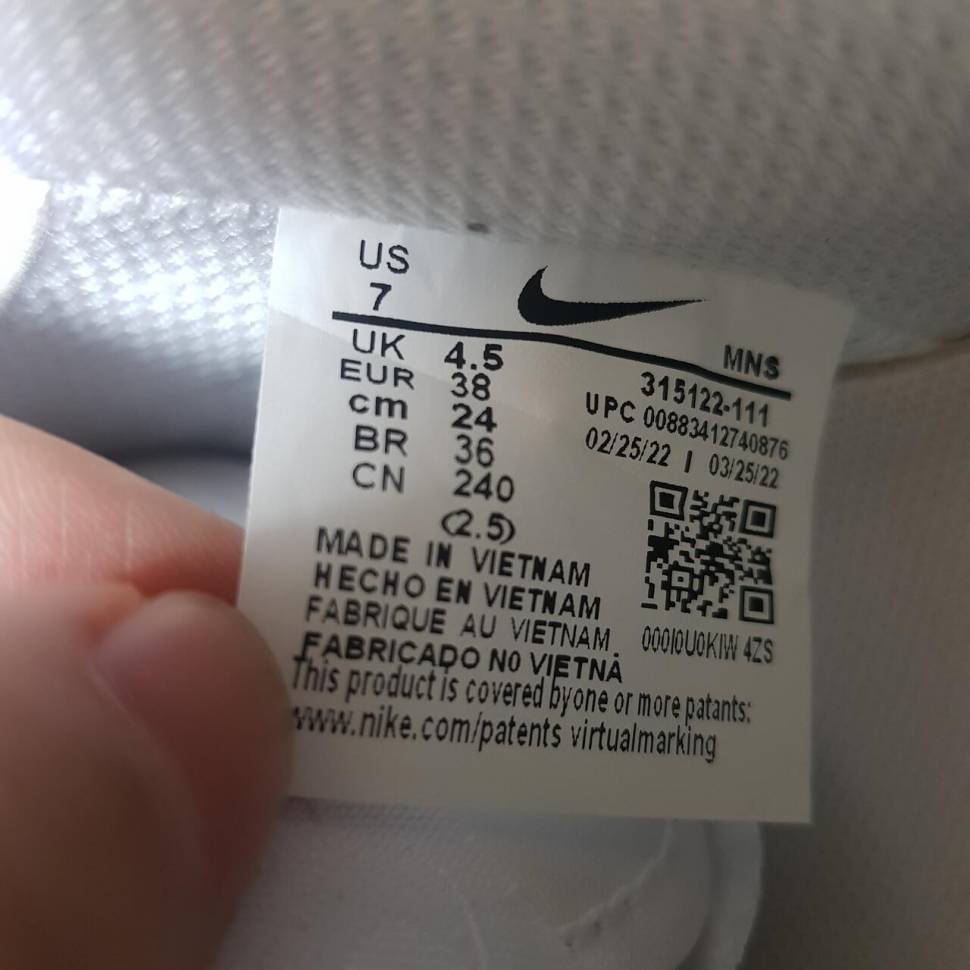 US
7
MNS
UK 4.5
EUR 38
cm 24
BR 36
CN 240
(2.5)
315122-111
UPC 00883412740876
02/25/22 | 03/25/22
MADE IN VIETNAM
HECHO EN VIETNAM
FABRIQUE AU VIETNAM.
FABRICADO NO VIETNÃ
000I0U0KIW 4ZS
This product is covered by one or more patants:
www.nike.com/patents virtualmarking